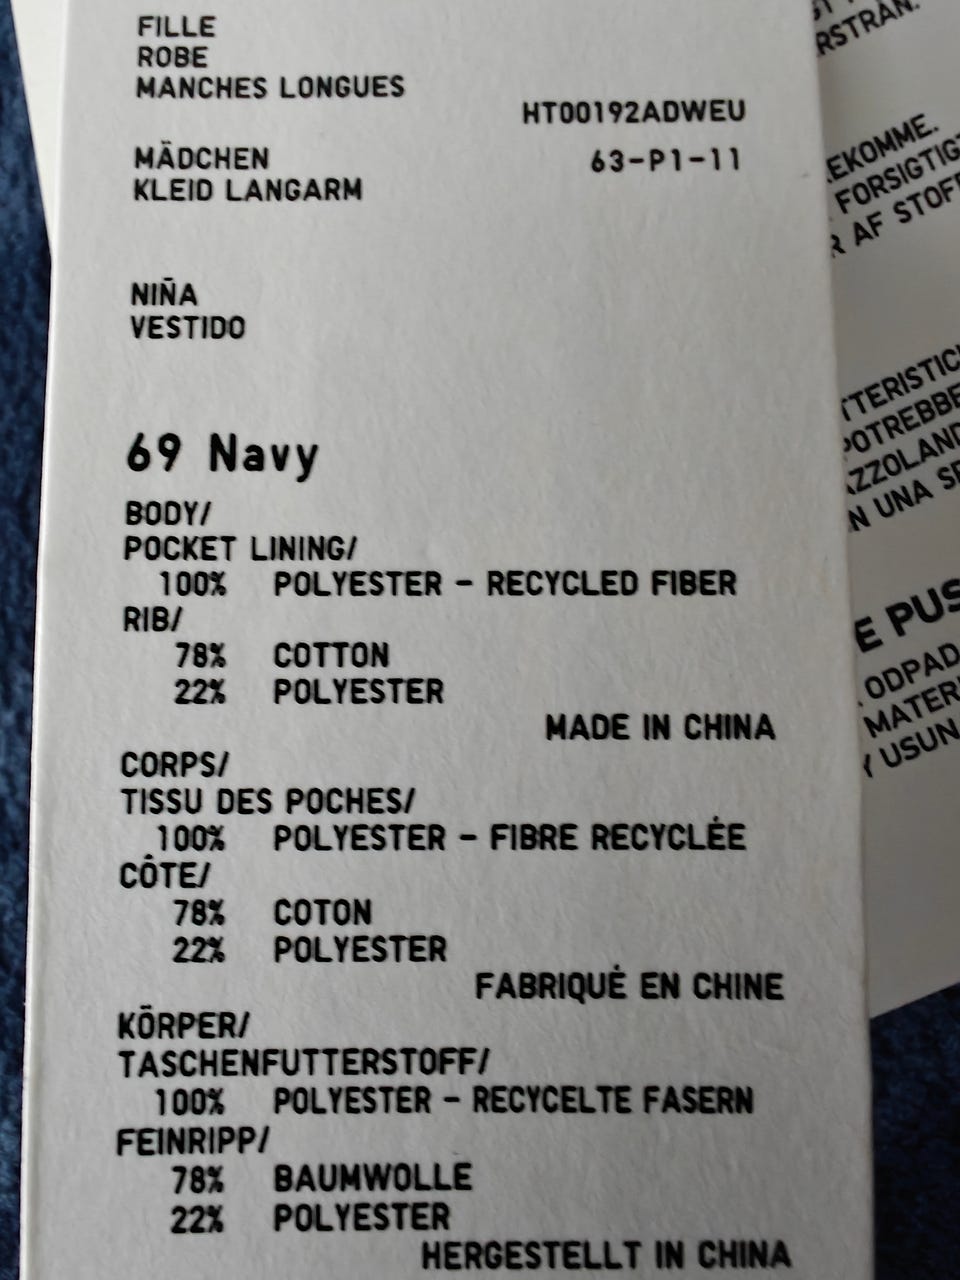 FILLE
ROBE
MANCHES LONGUES
HT00192ADWEU
MÄDCHEN
63-P1-11
KLEID LANGARM
NIÑA
VESTIDO
69 Navy
BODY/
POCKET LINING/
100% POLYESTER - RECYCLED FIBER
RIB/
78% COTTON
22% POLYESTER
MADE IN CHINA
CORPS/
TISSU DES POCHES/
100% POLYESTER - FIBRE RECYCLÉE
CÔTE/
78% COTON
22% POLYESTER
FABRIQUÉ EN CHINE
KÖRPER/
TASCHENFUTTERSTOFF/
100% POLYESTER - RECYCELTE FASERN
FEINRIPP/
78% BAUMWOLLE
22% POLYESTER
HERGESTELLT IN CHINA
AF
UNA
ODPAD